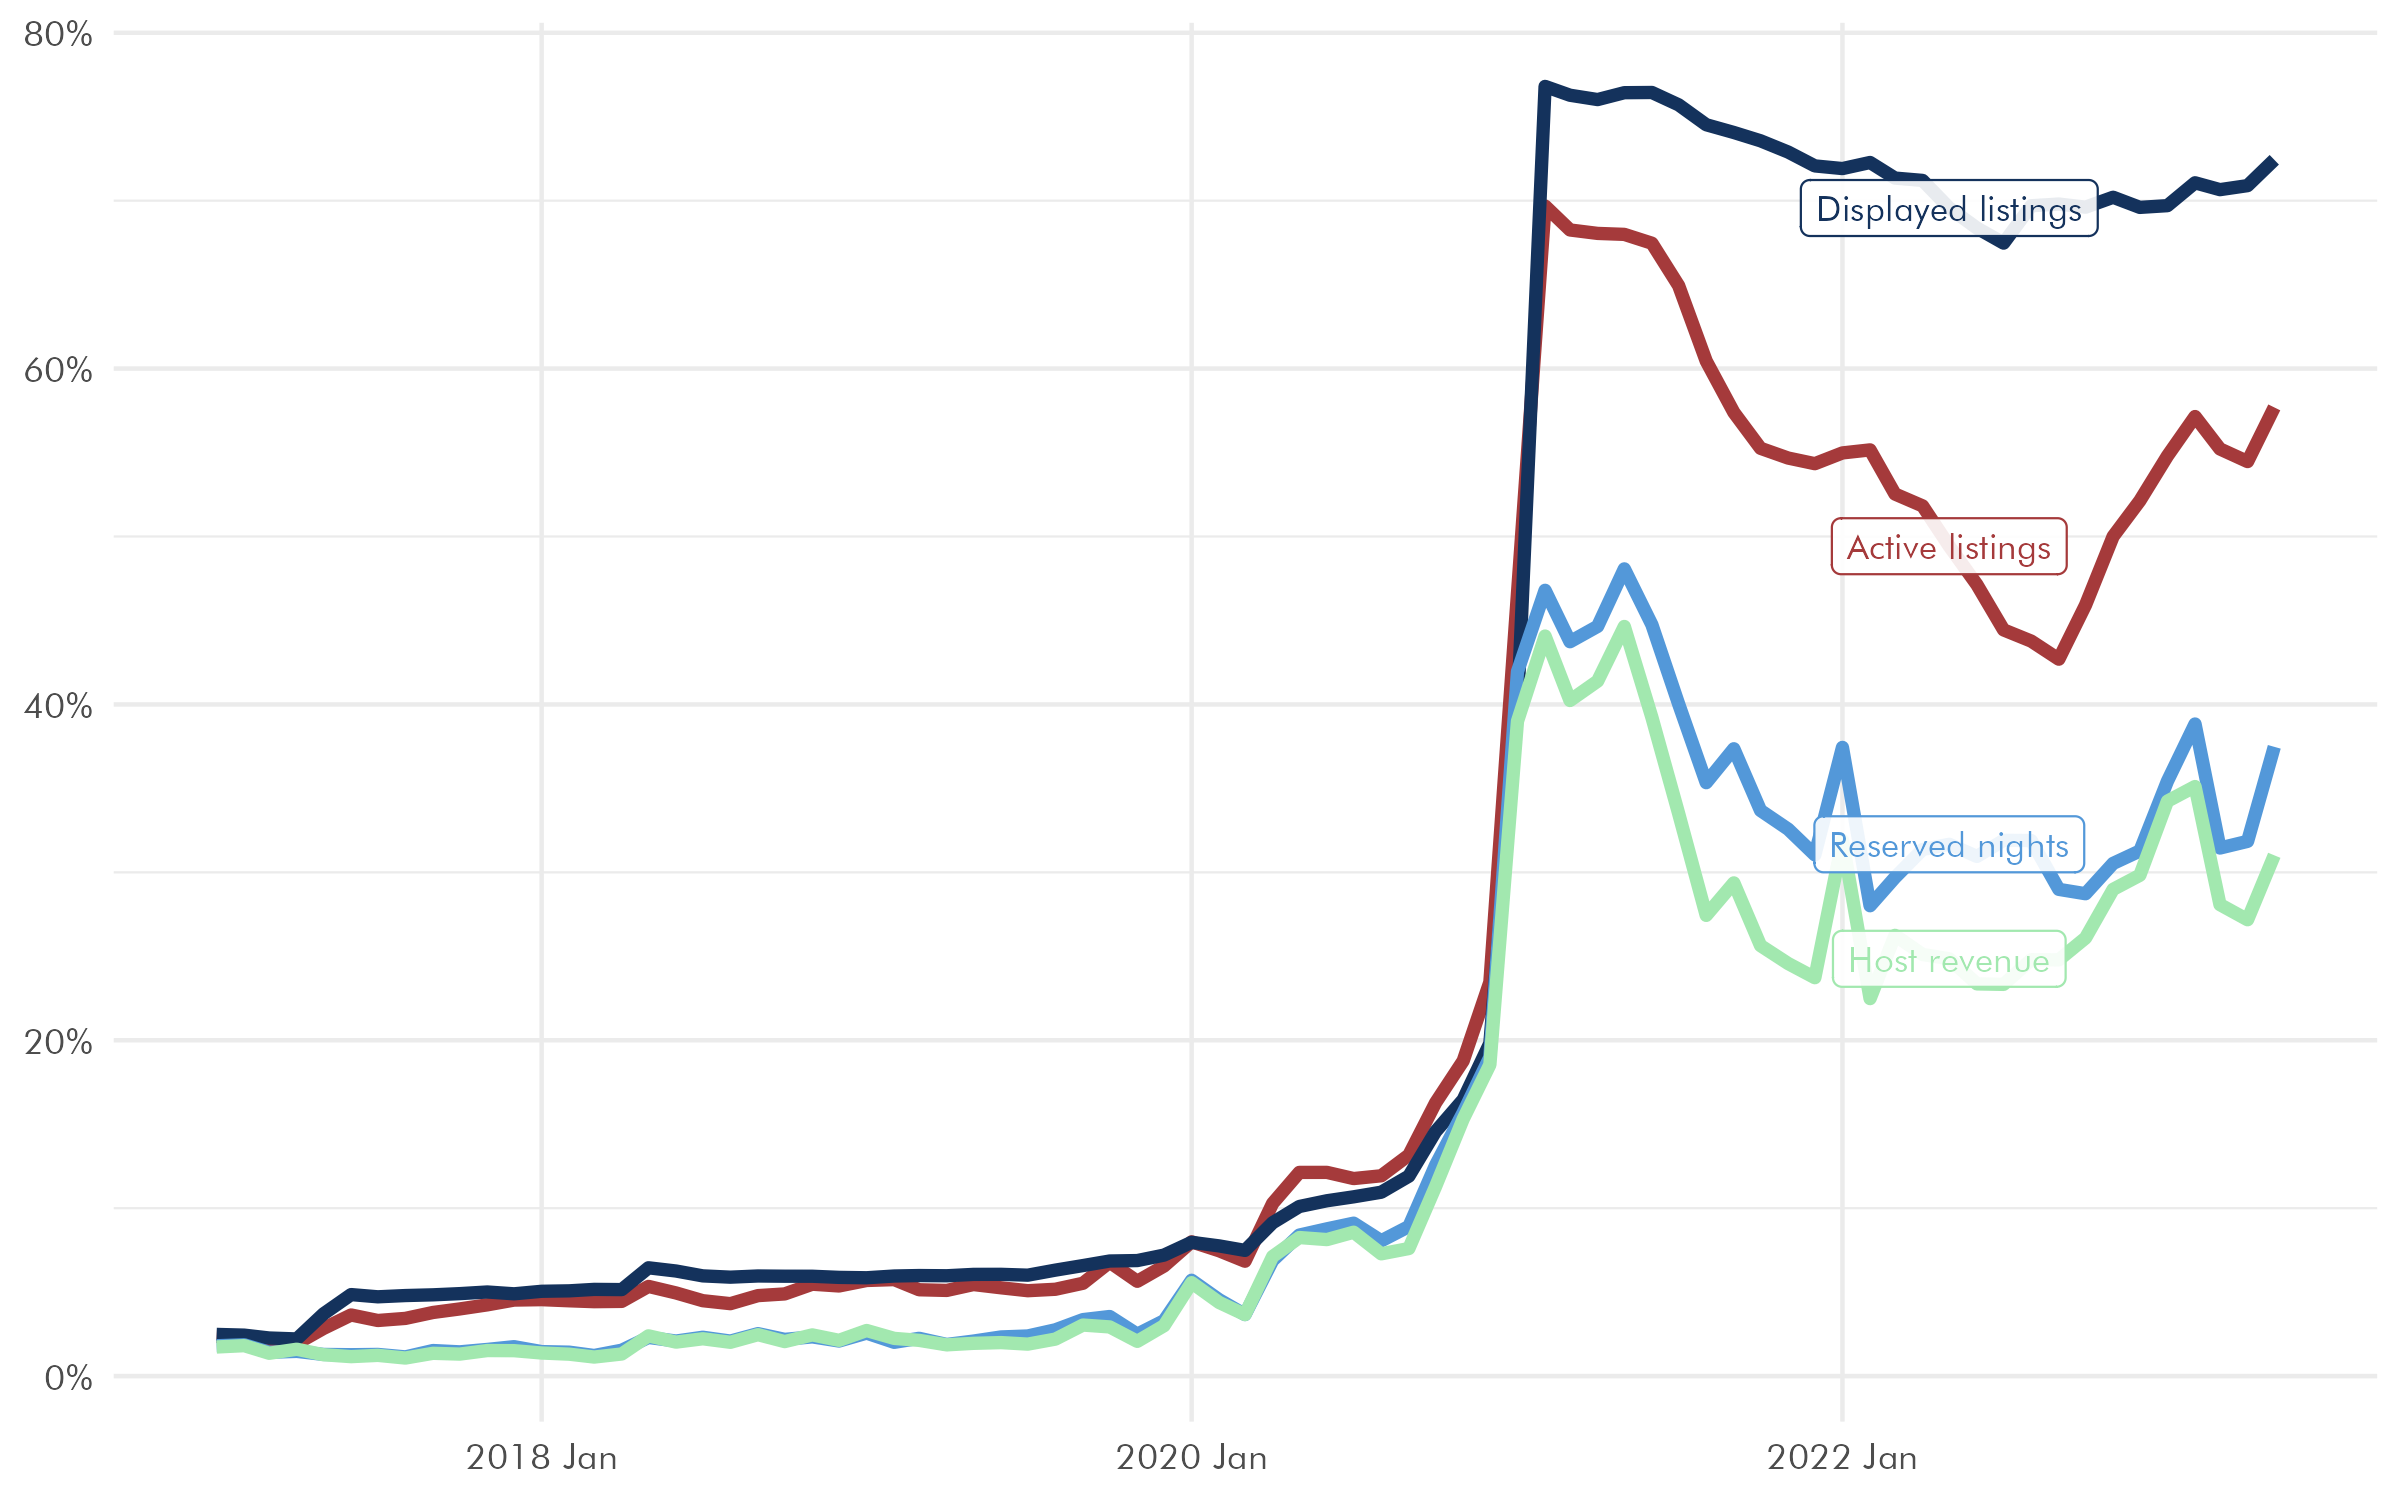 80%
Displayed listings
60%
Active listings
40%
Reserved nights
Host revenue
20%
0%
2018 Jan
2020 Jan
2022 Jan